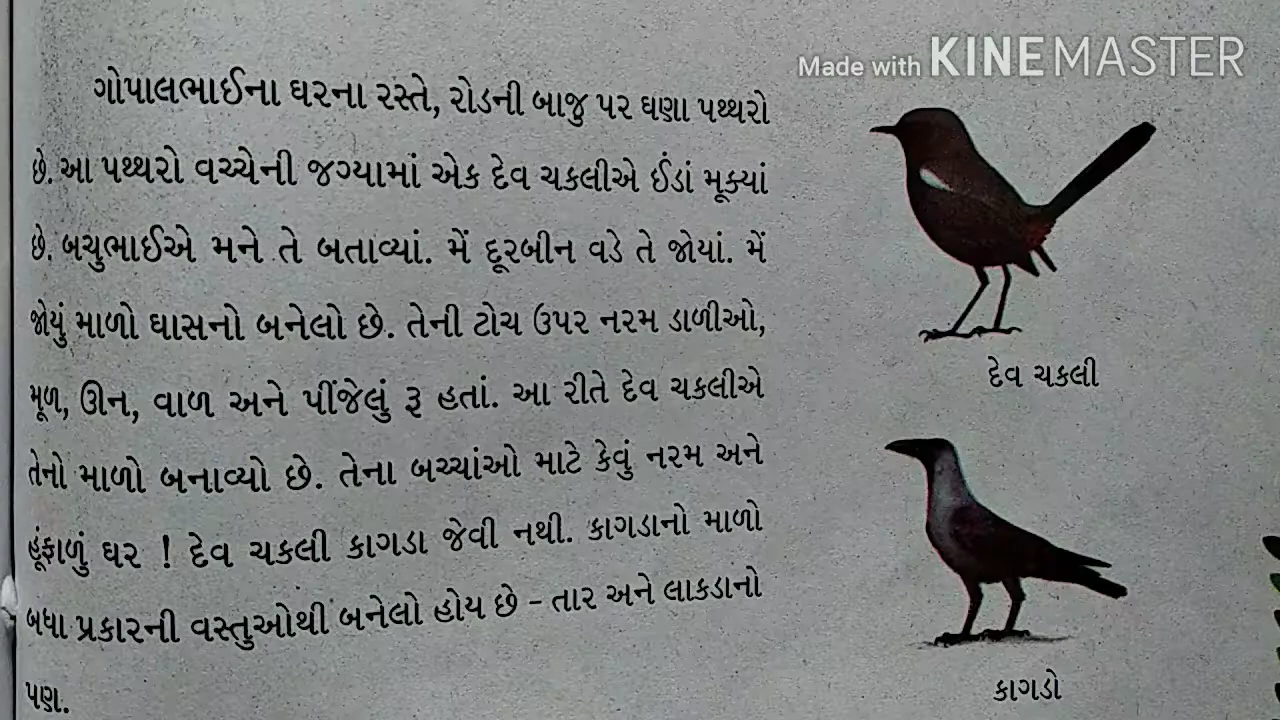 Made with KINEMASTER
ગોપાલભાઈના ઘરના રસ્તે, રોડની બાજુ પર ઘણા પથ્થરો
છે. આ પથ્થરો વચ્ચેની જગ્યામાં એક દેવ ચકલીએ ઈંડાં મૂક્યાં
છે. બચુભાઈએ મને તે બતાવ્યાં. મેં દૂરબીન વડે તે જોયાં. મેં
જોયું માળો ઘાસનો બનેલો છે. તેની ટોચ ઉપર નરમ ડાળીઓ,
મૂળ, ઊન, વાળ અને પીંજેલું રૂ હતાં. આ રીતે દેવ ચકલીએ
તેનો માળો બનાવ્યો છે. તેના બચ્ચાંઓ માટે કેવું નરમ અને
હૂંફાળું ઘર ! દેવ ચકલી કાગડા જેવી નથી. કાગડાનો માળો
બધા પ્રકારની વસ્તુઓથી બનેલો હોય છે – તાર અને લાકડાનો
પણ.
દેવ ચકલી
કાગડો